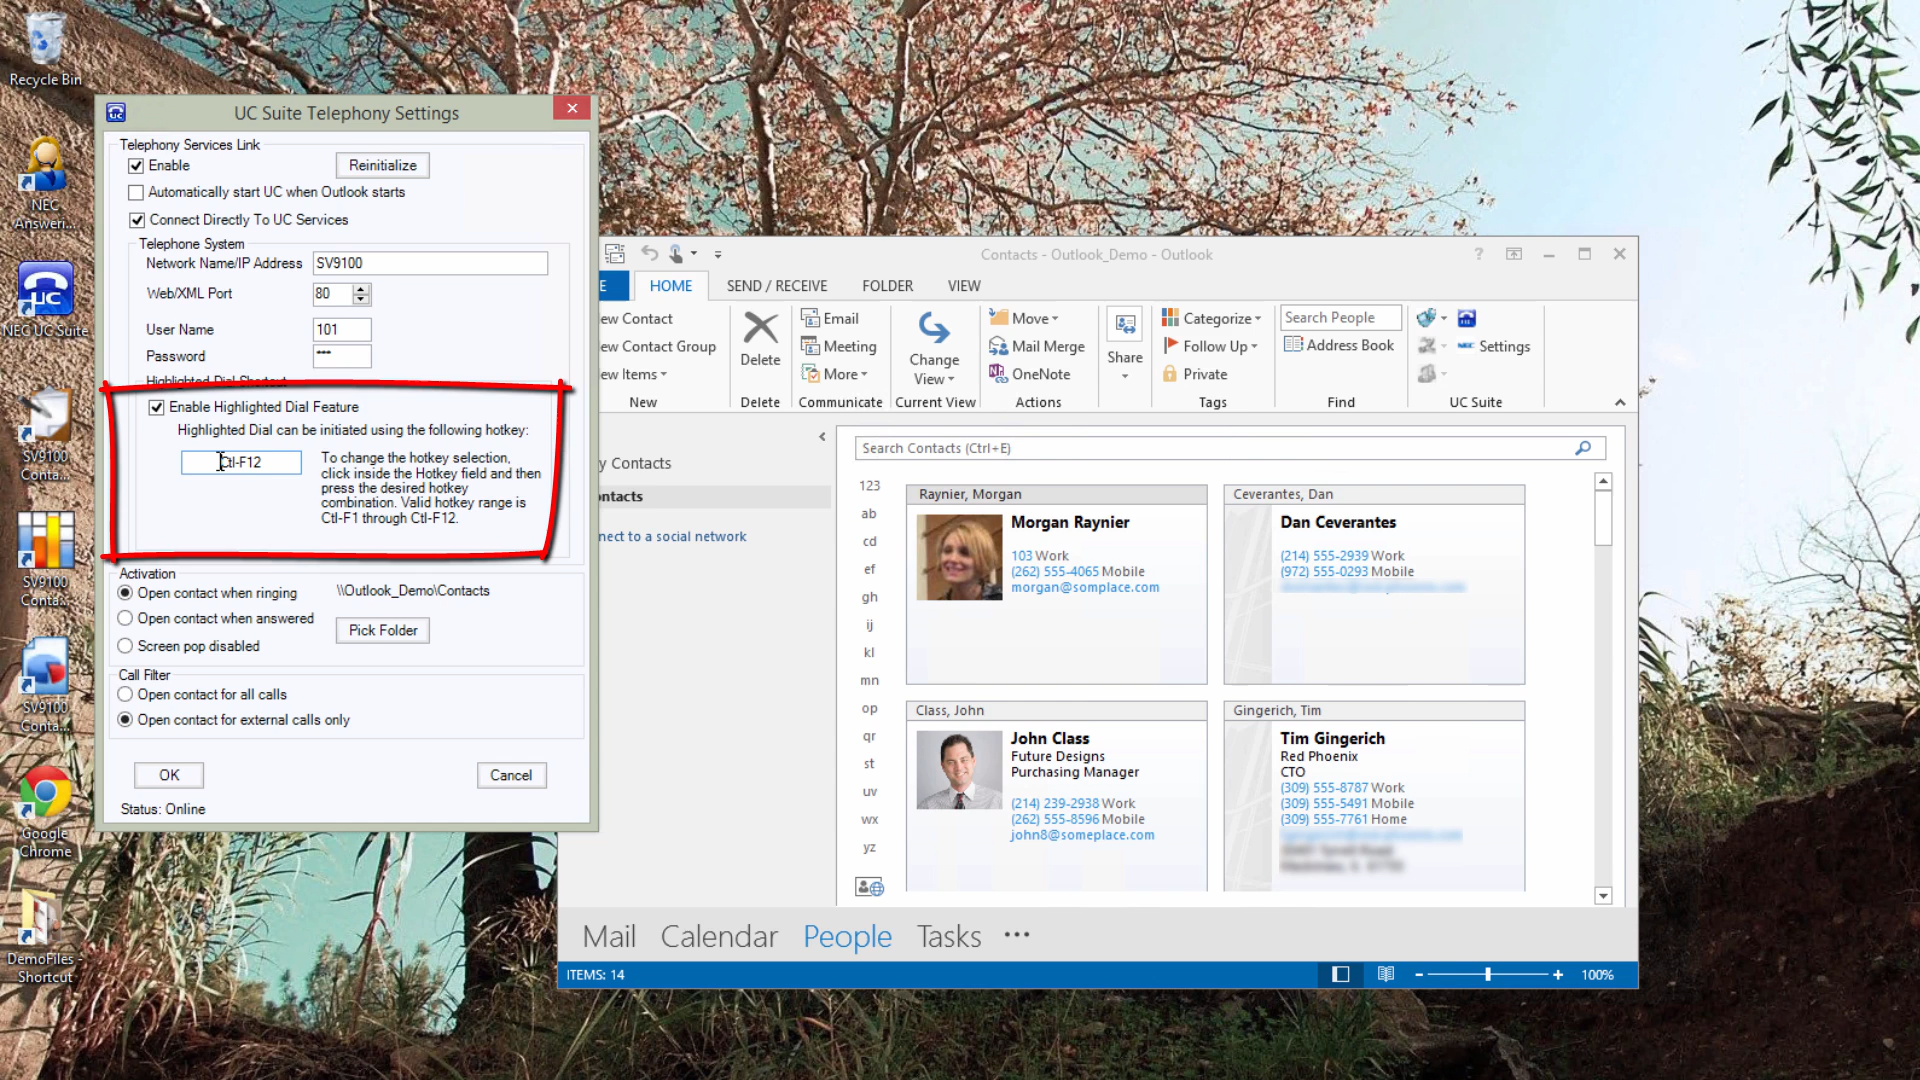 Recycle Bin
NEC
Answeri...
NEC UC Suite
SV9100
Conta...
SV9100
Conta...
SV9100
Conta...
Google
Chrome
DemoFiles -
Shortcut
UC Suite Telephony Settings
Telephony Services Link
Enable
Reinitialize
Automatically start UC when Outlook starts
Connect Directly To UC Services
Telephone System
Network Name/IP Address SV9100
Web/XML Port 80
User Name 101
Password ***
Highlighted Dial Shortcut
Enable Highlighted Dial Feature
Highlighted Dial can be initiated using the following hotkey:
Ctl-F12
To change the hotkey selection,
click inside the Hotkey field and then
press the desired hotkey
combination. Valid hotkey range is
Ctl-F1 through Ctl-F12.
Activation
Open contact when ringing
\\Outlook_Demo\Contacts
Open contact when answered
Pick Folder
Screen pop disabled
Call Filter
Open contact for all calls
Open contact for external calls only
OK Cancel
Status: Online
Contacts - Outlook_Demo - Outlook
E HOME SEND / RECEIVE FOLDER VIEW
ew Contact
ew Contact Group
ew Items
New
Delete
Delete
Email
Meeting
More
Communicate
Change
View
Current View
Move
Mail Merge
OneNote
Actions
Share
Categorize
Follow Up
Private
Tags
Search People
Address Book
Find
Settings
UC Suite
y Contacts
ontacts
nect to a social network
Search Contacts (Ctrl+E)
123
ab
cd
ef
gh
ij
kl
mn
op
qr
st
uv
wx
yz
Raynier, Morgan
Morgan Raynier
103 Work
(262) 555-4065 Mobile
morgan@somplace.com
Ceverantes, Dan
Dan Ceverantes
(214) 555-2939 Work
(972) 555-0293 Mobile
Class, John
John Class
Future Designs
Purchasing Manager
(214) 239-2938 Work
(262) 555-8596 Mobile
john8@someplace.com
Gingerich, Tim
Tim Gingerich
Red Phoenix
CTO
(309) 555-8787 Work
(309) 555-5491 Mobile
(309) 555-7761 Home
Mail Calendar People Tasks
ITEMS: 14
100%